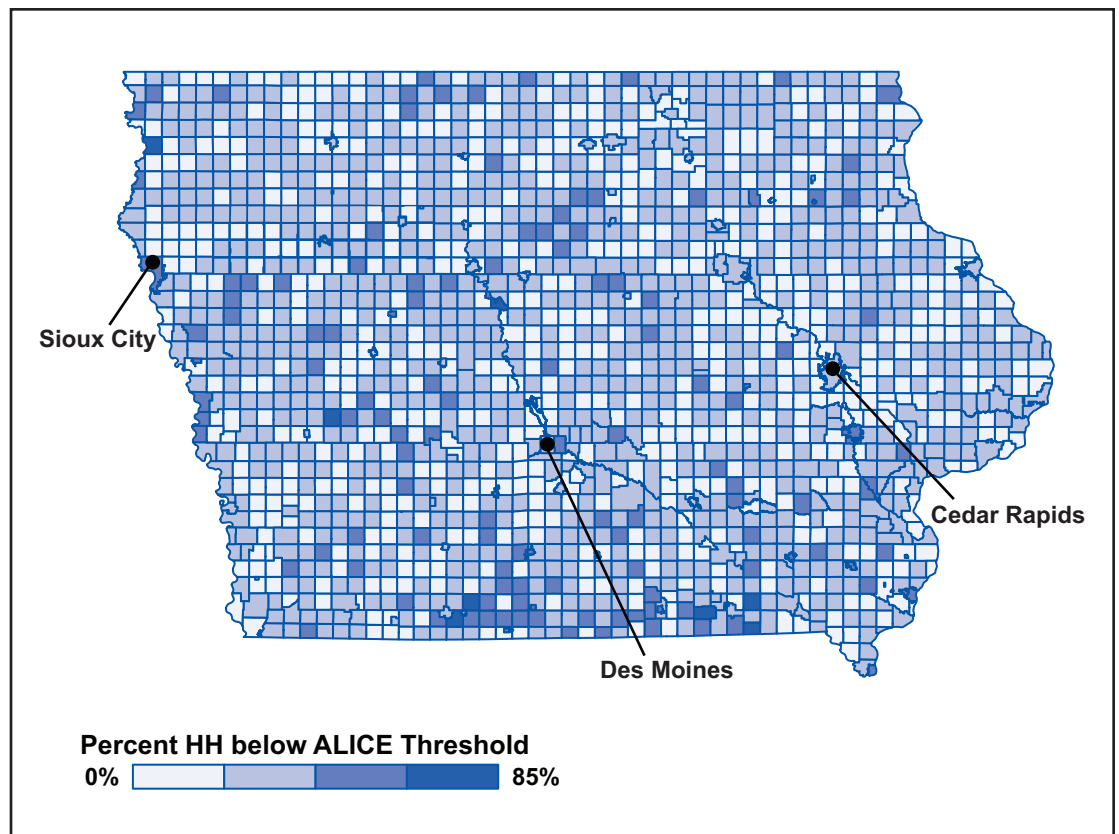 Sioux City
Cedar Rapids
Des Moines
Percent HH below ALICE Threshold
0% 85%